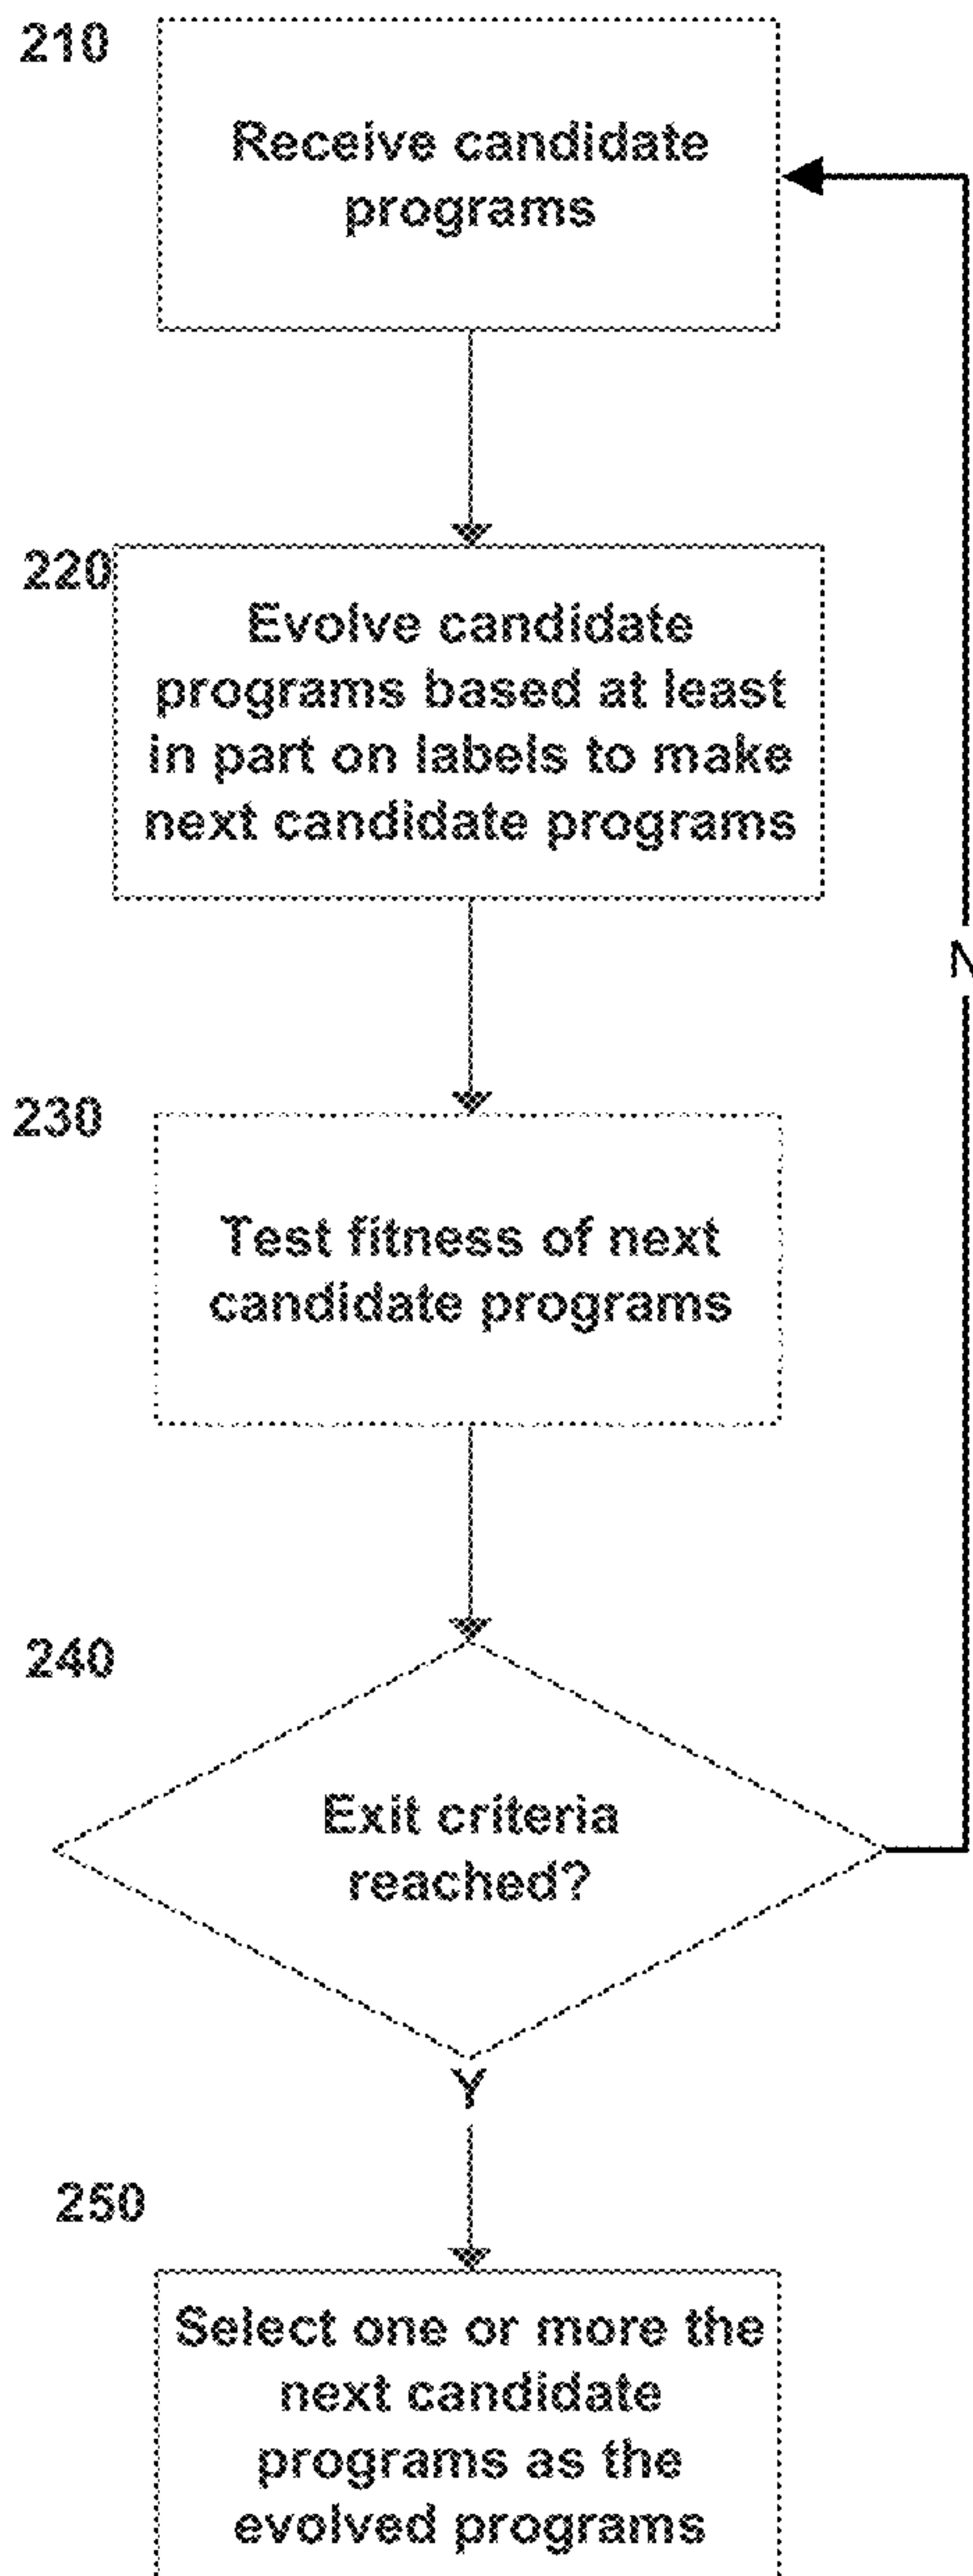 210
Receive candidate
programs
220
Evolve candidate
programs based at least
in part on labels to make
next candidate programs
N
230
Test fitness of next
candidate programs
240
Exit criteria
reached?
Y
250
Select one or more the
next candidate
programs as the
evolved programs